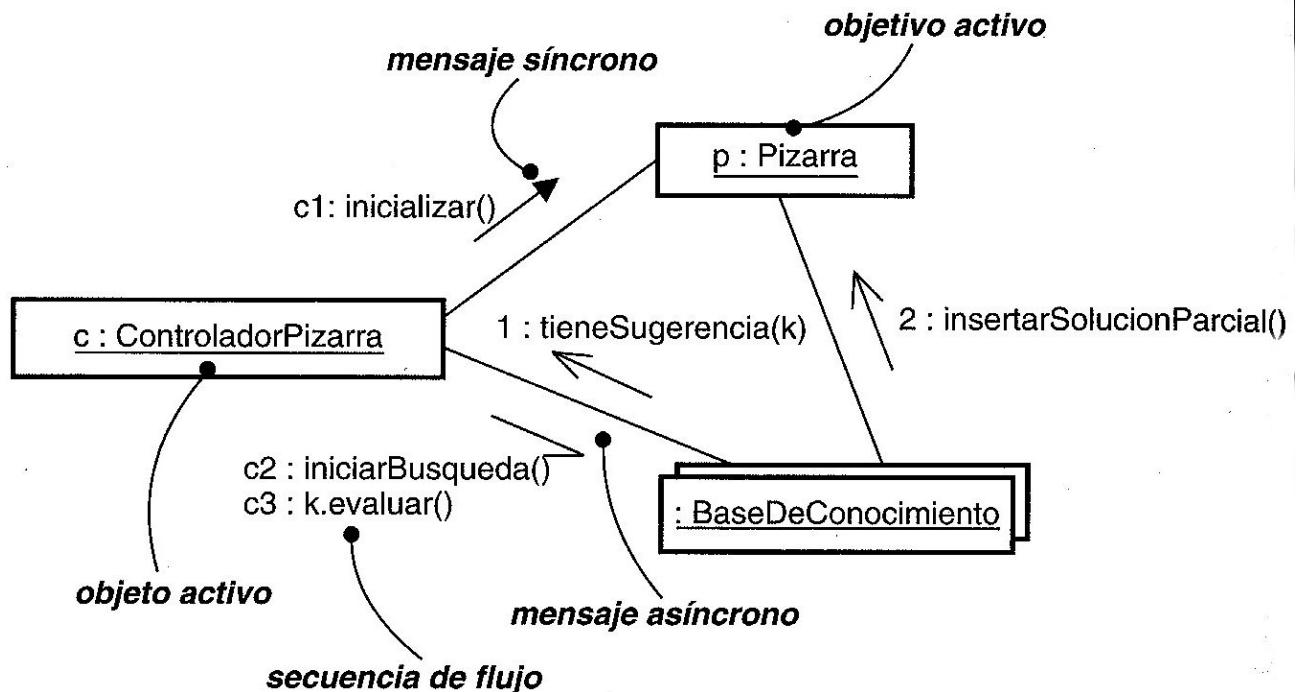 objetivo activo
mensaje síncrono
p : Pizarra
c1: inicializar()
c : ControladorPizarra
1 : tieneSugerencia(k)
2 : insertarSolucionParcial()
c2 : iniciarBusqueda()
c3 : k.evaluar()
: BaseDeConocimiento
objeto activo
mensaje asíncrono
secuencia de flujo